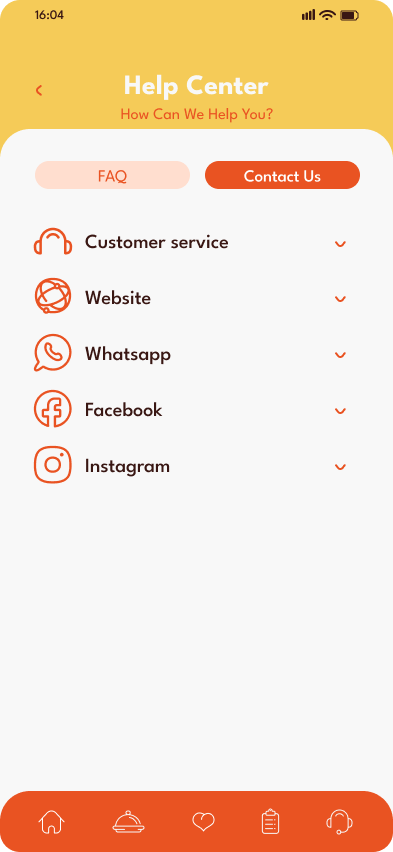 16:04
Help Center
How Can We Help You?
FAQ
Contact Us
Customer service
Website
Whatsapp
Facebook
Instagram